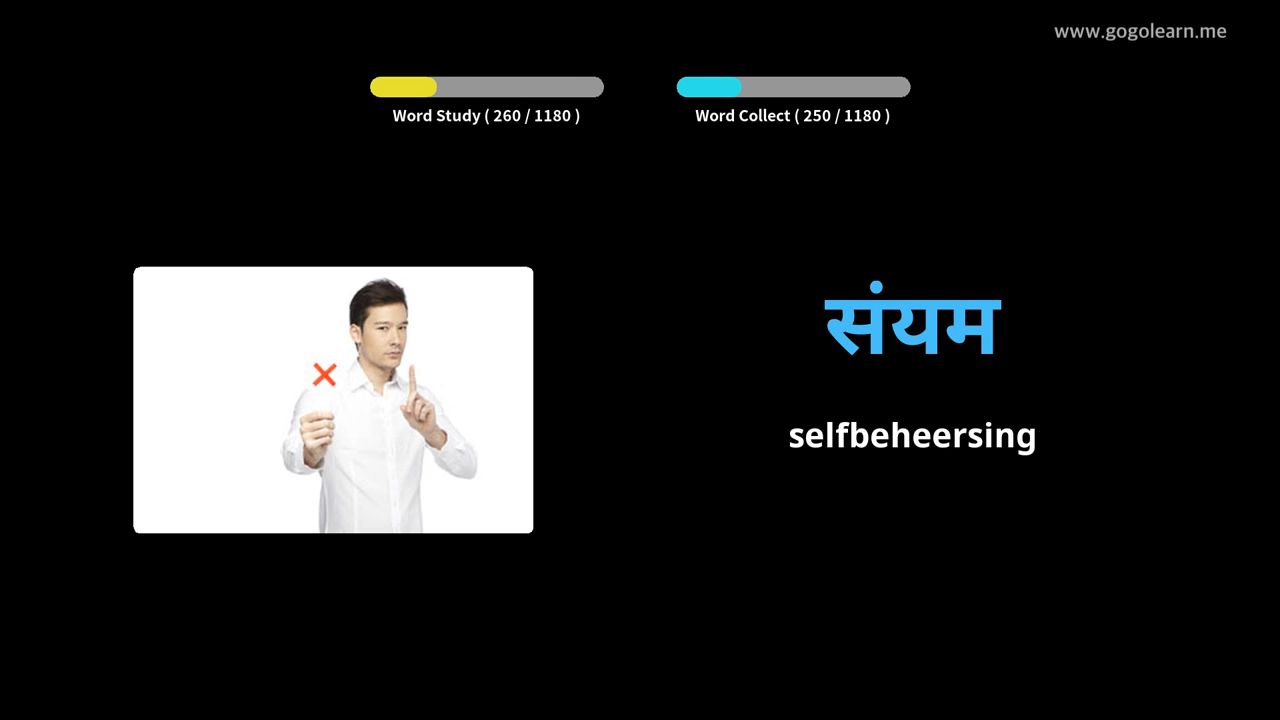 www.gogolearn.me
Word Study ( 260 / 1180 )
Word Collect ( 250 / 1180 )
संयम
selfbeheersing